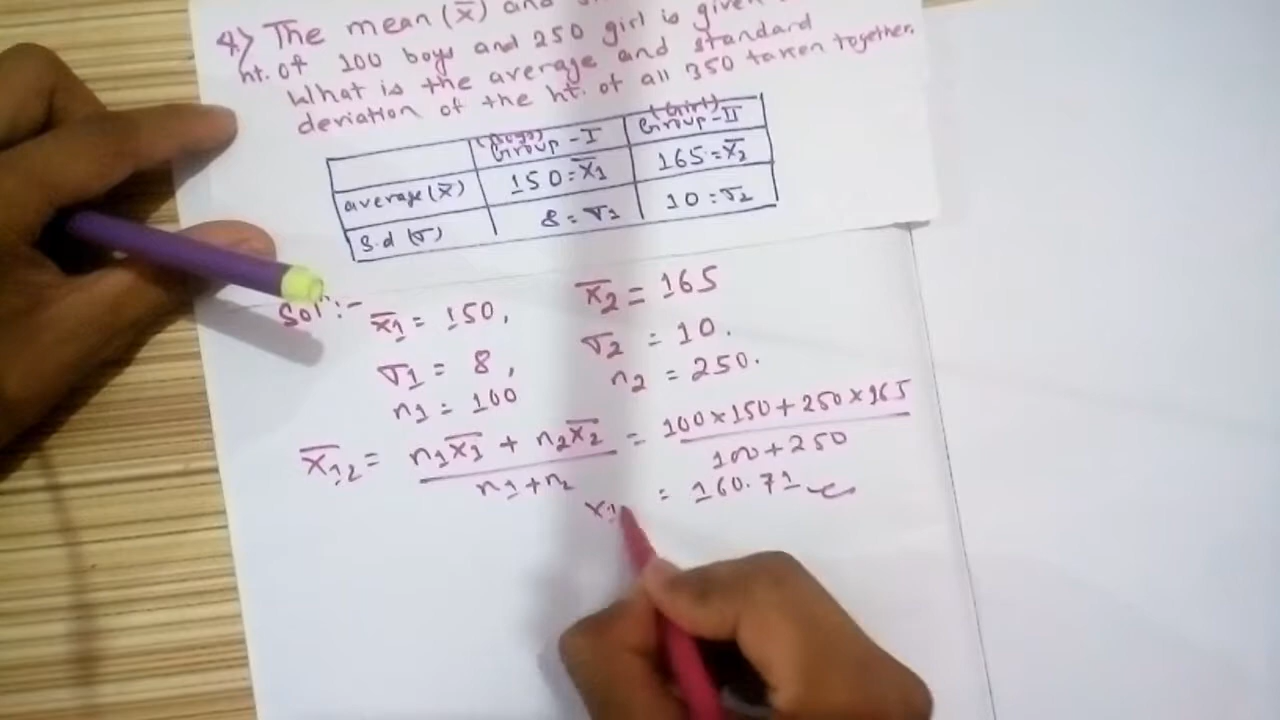 4> The mean (x̄) and
ht. of 100 boys and 250 girl is given
What is the average and standard
deviation of the ht. of all 350 taken together.
(Boys) (Girl)
Group-I Group-II
average(x̄) 150=x̄1 165=x̄2
S.d (σ) 8=σ1 10=σ2
Solⁿ:-
x̄1 = 150, x̄2 = 165
σ1 = 8, σ2 = 10.
n1 = 100 n2 = 250.
x̄12 = n1x̄1 + n2x̄2 / n1+n2 = 100×150+250×165 / 100+250
x1 = 160.71